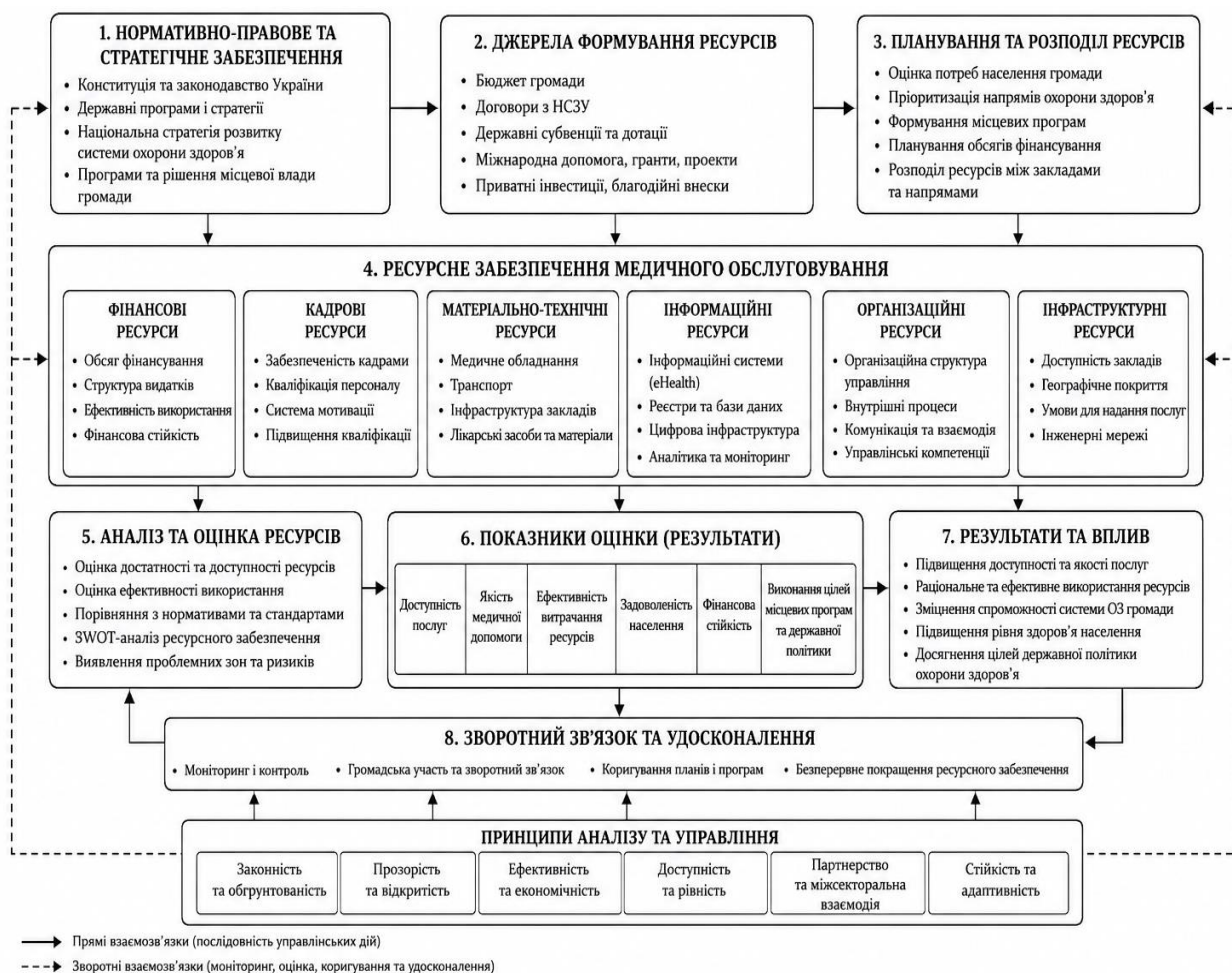 1. НОРМАТИВНО-ПРАВОВЕ ТА
СТРАТЕГІЧНЕ ЗАБЕЗПЕЧЕННЯ
• Конституція та законодавство України
• Державні програми і стратегії
• Національна стратегія розвитку
системи охорони здоров'я
• Програми та рішення місцевої влади
громади
2. ДЖЕРЕЛА ФОРМУВАННЯ РЕСУРСІВ
• Бюджет громади
• Договори з НСЗУ
• Державні субвенції та дотації
• Міжнародна допомога, гранти, проекти
• Приватні інвестиції, благодійні внески
3. ПЛАНУВАННЯ ТА РОЗПОДІЛ РЕСУРСІВ
• Оцінка потреб населення громади
• Пріоритизація напрямів охорони здоров'я
• Формування місцевих програм
• Планування обсягів фінансування
• Розподіл ресурсів між закладами
та напрямами
4. РЕСУРСНЕ ЗАБЕЗПЕЧЕННЯ МЕДИЧНОГО ОБСЛУГОВУВАННЯ
ФІНАНСОВІ
РЕСУРСИ
• Обсяг фінансування
• Структура видатків
• Ефективність використання
• Фінансова стійкість
КАДРОВІ
РЕСУРСИ
• Забезпеченість кадрами
• Кваліфікація персоналу
• Система мотивації
• Підвищення кваліфікації
МАТЕРІАЛЬНО-ТЕХНІЧНІ
РЕСУРСИ
• Медичне обладнання
• Транспорт
• Інфраструктура закладів
• Лікарські засоби та матеріали
ІНФОРМАЦІЙНІ
РЕСУРСИ
• Інформаційні системи
(eHealth)
• Реєстри та бази даних
• Цифрова інфраструктура
• Аналітика та моніторинг
ОРГАНІЗАЦІЙНІ
РЕСУРСИ
• Організаційна структура
управління
• Внутрішні процеси
• Комунікація та взаємодія
• Управлінські компетенції
ІНФРАСТРУКТУРНІ
РЕСУРСИ
• Доступність закладів
• Географічне покриття
• Умови для надання послуг
• Інженерні мережі
5. АНАЛІЗ ТА ОЦІНКА РЕСУРСІВ
• Оцінка достатності та доступності ресурсів
• Оцінка ефективності використання
• Порівняння з нормативами та стандартами
• SWOT-аналіз ресурсного забезпечення
• Виявлення проблемних зон та ризиків
6. ПОКАЗНИКИ ОЦІНКИ (РЕЗУЛЬТАТИ)
Доступність
послуг
Якість
медичної
допомоги
Ефективність
витрачання
ресурсів
Задоволеність
населення
Фінансова
стійкість
Виконання цілей
місцевих програм
та державної
політики
7. РЕЗУЛЬТАТИ ТА ВПЛИВ
• Підвищення доступності та якості послуг
• Раціональне та ефективне використання ресурсів
• Зміцнення спроможності системи ОЗ громади
• Підвищення рівня здоров'я населення
• Досягнення цілей державної політики
охорони здоров'я
8. ЗВОРОТНИЙ ЗВ'ЯЗОК ТА УДОСКОНАЛЕННЯ
• Моніторинг і контроль
• Громадська участь та зворотний зв'язок
• Коригування планів і програм
• Безперервне покращення ресурсного забезпечення
ПРИНЦИПИ АНАЛІЗУ ТА УПРАВЛІННЯ
Законність
та обгрунтованість
Прозорість
та відкритість
Ефективність
та економічність
Доступність
та рівність
Партнерство
та міжсекторальна
взаємодія
Стійкість та
адаптивність
Прямі взаємозв'язки (послідовність управлінських дій)
Зворотні взаємозв'язки (моніторинг, оцінка, коригування та удосконалення)